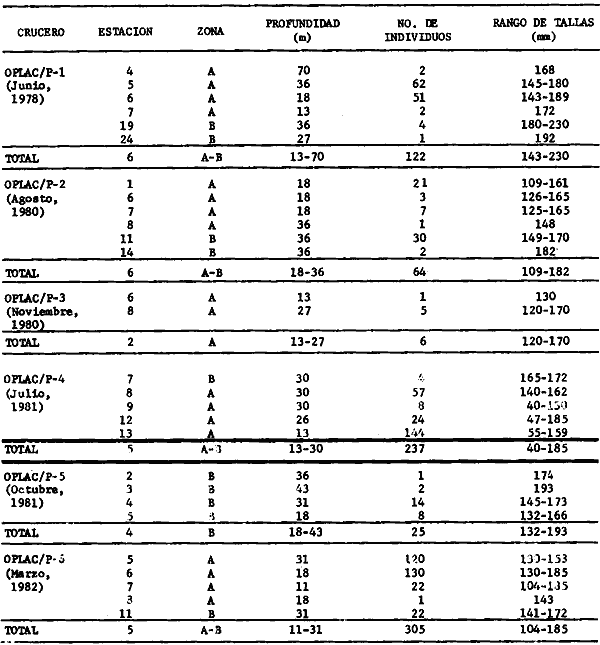 CRUCERO ESTACION ZONA PROFUNDIDAD (m) NO. DE INDIVIDUOS RANGO DE TALLAS (mm)
OPLAC/P-1 4 A 70 2 168
(Junio, 5 A 36 62 145-180
1978) 6 A 18 51 143-189
7 A 13 2 172
19 B 36 4 180-230
24 B 27 1 192
TOTAL 6 A-B 13-70 122 143-230
OPLAC/P-2 1 A 18 21 109-161
(Agosto, 6 A 18 3 126-165
1980) 7 A 18 7 125-165
8 A 36 1 148
11 B 36 30 149-170
14 B 36 2 182
TOTAL 6 A-B 18-36 64 109-182
OPLAC/P-3 6 A 13 1 130
(Noviembre, 8 A 27 5 120-170
1980)
TOTAL 2 A 13-27 6 120-170
OPLAC/P-4 7 B 30 4 165-172
(Julio, 8 A 30 57 140-162
1981) 9 A 30 8
12 A 26 24 47-185
13 A 13 144 55-159
TOTAL 5 13-30 237 40-185
OPLAC/P-5 2 B 36 1 174
(Octubre, 3 B 43 2 193
1981) 4 B 31 14 145-173
5 18 8 132-166
TOTAL 4 B 18-43 25 132-193
5 A 31 120
(Marzo, 6 A 18 130 130-185
1982) 7 A 11 22
A 18 1 143
11 B 31 22 141-172
TOTAL 5 A-B 11-31 305 104-185